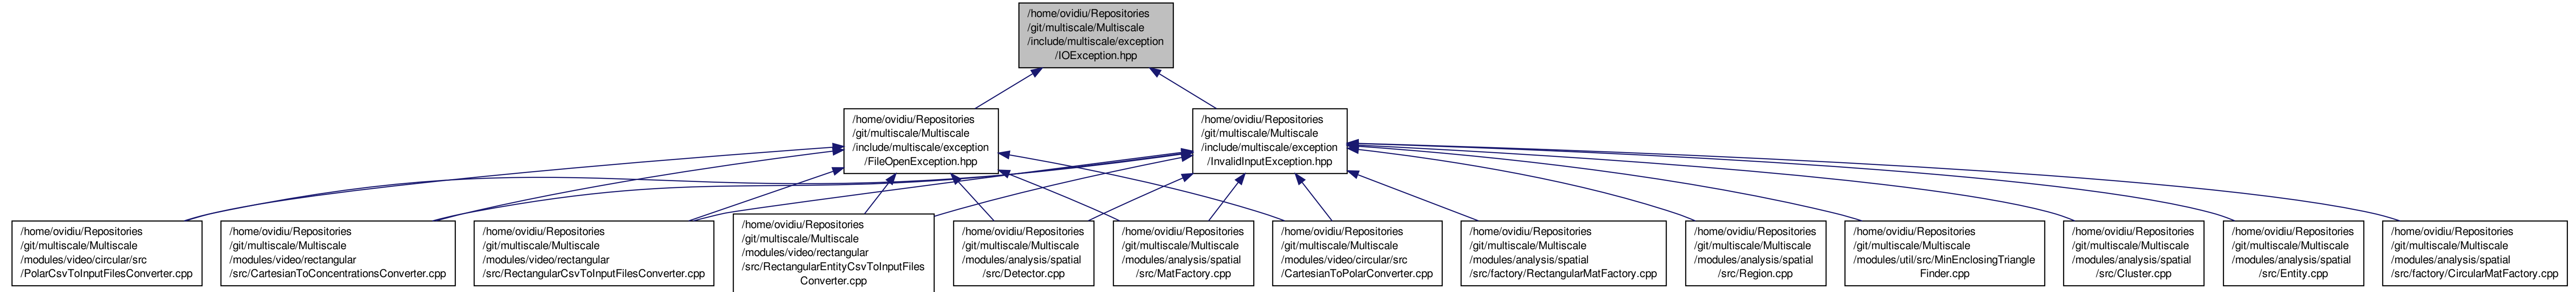 /home/ovidiu/Repositories
/git/multiscale/Multiscale
/include/multiscale/exception
/IOException.hpp
/home/ovidiu/Repositories
/git/multiscale/Multiscale
/include/multiscale/exception
/FileOpenException.hpp
/home/ovidiu/Repositories
/git/multiscale/Multiscale
/include/multiscale/exception
/InvalidInputException.hpp
/home/ovidiu/Repositories
/git/multiscale/Multiscale
/modules/video/circular/src
/PolarCsvToInputFilesConverter.cpp
/home/ovidiu/Repositories
/git/multiscale/Multiscale
/modules/video/rectangular
/src/CartesianToConcentrationsConverter.cpp
/home/ovidiu/Repositories
/git/multiscale/Multiscale
/modules/video/rectangular
/src/RectangularCsvToInputFilesConverter.cpp
/home/ovidiu/Repositories
/git/multiscale/Multiscale
/modules/video/rectangular
/src/RectangularEntityCsvToInputFiles
Converter.cpp
/home/ovidiu/Repositories
/git/multiscale/Multiscale
/modules/analysis/spatial
/src/Detector.cpp
/home/ovidiu/Repositories
/git/multiscale/Multiscale
/modules/analysis/spatial
/src/MatFactory.cpp
/home/ovidiu/Repositories
/git/multiscale/Multiscale
/modules/video/circular/src
/CartesianToPolarConverter.cpp
/home/ovidiu/Repositories
/git/multiscale/Multiscale
/modules/analysis/spatial
/src/factory/RectangularMatFactory.cpp
/home/ovidiu/Repositories
/git/multiscale/Multiscale
/modules/analysis/spatial
/src/Region.cpp
/home/ovidiu/Repositories
/git/multiscale/Multiscale
/modules/util/src/MinEnclosingTriangle
Finder.cpp
/home/ovidiu/Repositories
/git/multiscale/Multiscale
/modules/analysis/spatial
/src/Cluster.cpp
/home/ovidiu/Repositories
/git/multiscale/Multiscale
/modules/analysis/spatial
/src/Entity.cpp
/home/ovidiu/Repositories
/git/multiscale/Multiscale
/modules/analysis/spatial
/src/factory/CircularMatFactory.cpp